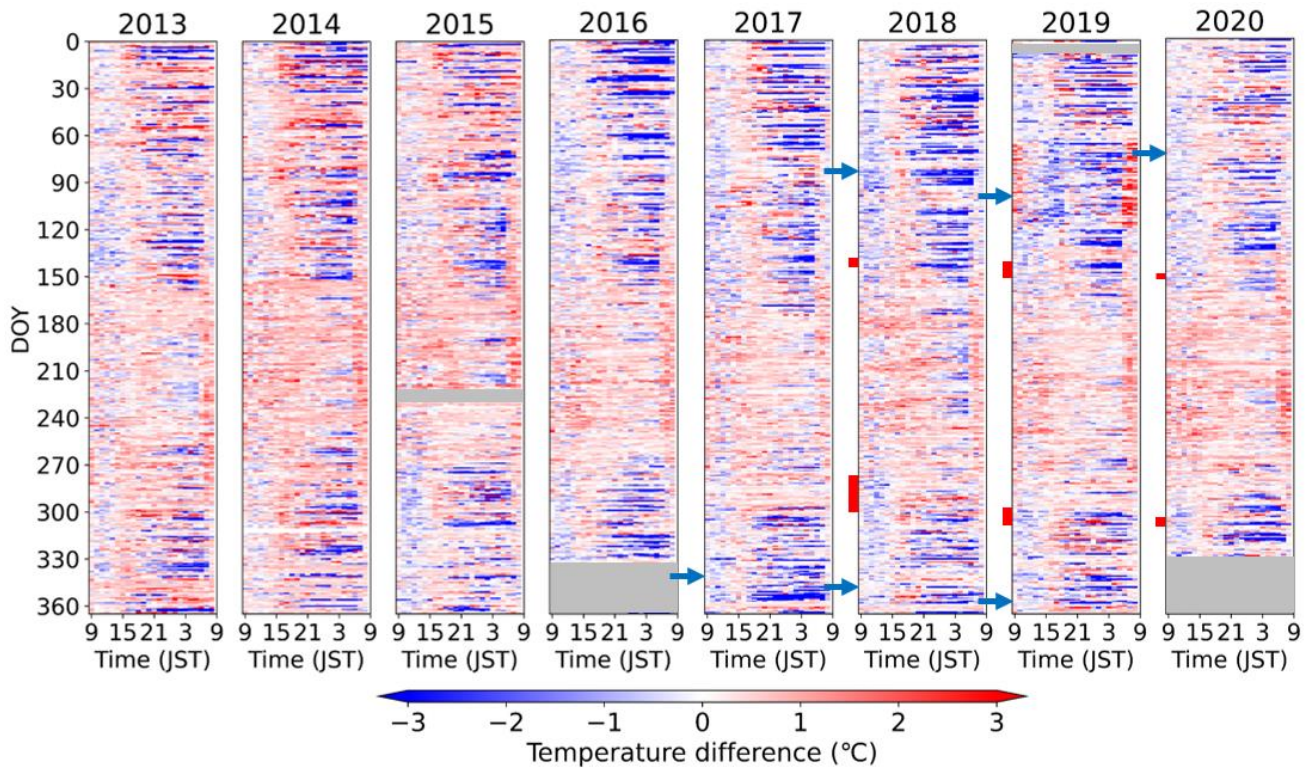 2013 2014 2015 2016 2017 2018 2019 2020
0
30
60
90
120
150
180
210
240
270
300
330
360
DOY
9 15 21 3 9 9 15 21 3 9 9 15 21 3 9 9 15 21 3 9 9 15 21 3 9 9 15 21 3 9 9 15 21 3 9 9 15 21 3 9
Time (JST) Time (JST) Time (JST) Time (JST) Time (JST) Time (JST) Time (JST) Time (JST)
−3 −2 −1 0 1 2 3
Temperature difference (°C)